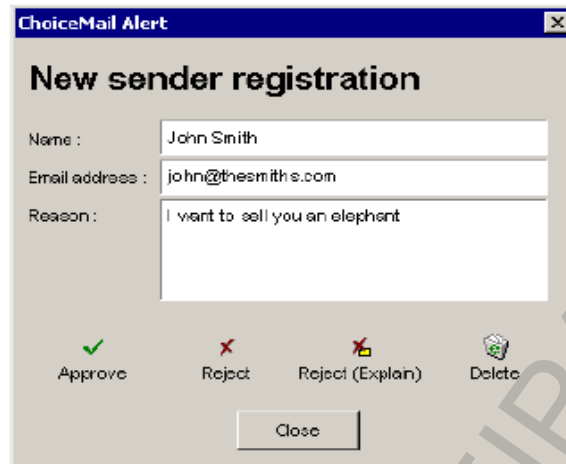 ChoiceMail Alert
New sender registration
Name : John Smith
Email address : john@thesmiths.com
Reason : I want to sell you an elephant
Approve Reject Reject (Explain) Delete
Close